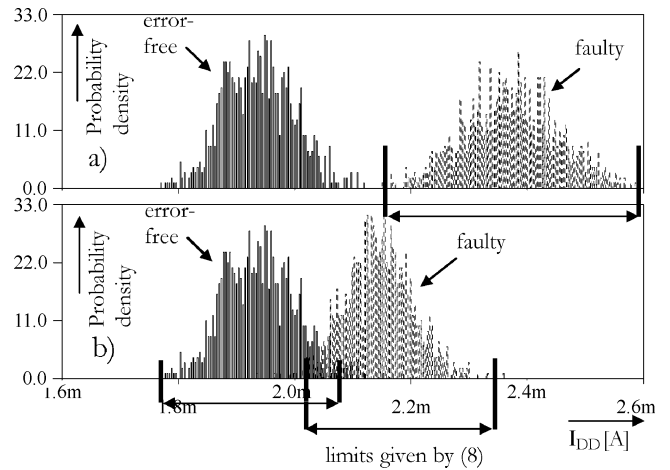 33.0
22.0
11.0
0.0
Probability
density
error-
free
faulty
a)
33.0
22.0
11.0
0.0
Probability
density
error-
free
faulty
b)
1.6m
1.8m
2.0m
2.2m
2.4m
2.6m
limits given by (8)
IDD [A]